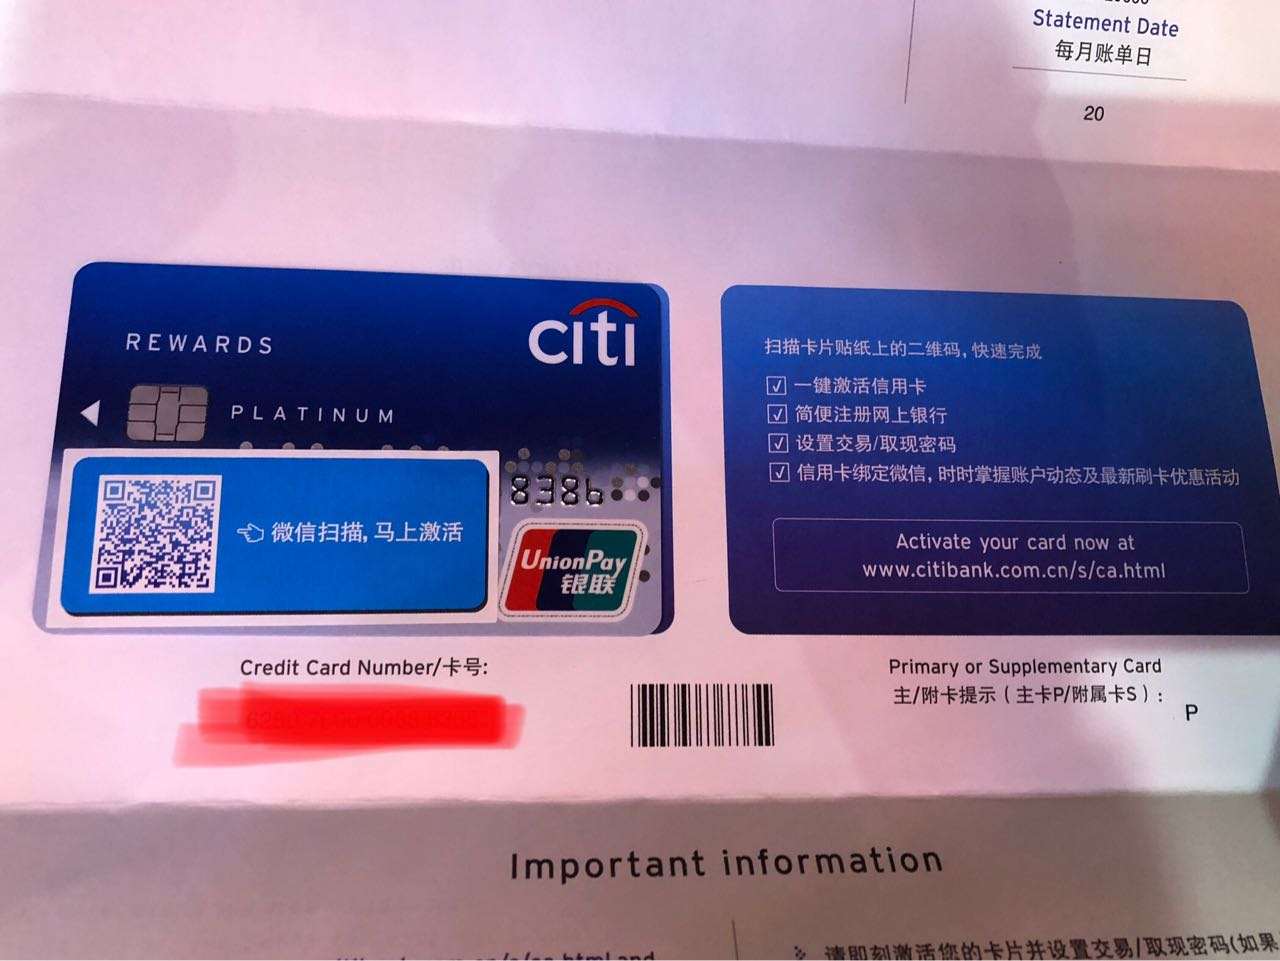 Statement Date
每月账单日
20
citi
REWARDS
PLATINUM
8386
微信扫描,马上激活
UnionPay
银联
扫描卡片贴纸上的二维码,快速完成
一键激活信用卡
简便注册网上银行
设置交易/取现密码
信用卡绑定微信,时时掌握账户动态及最新刷卡优惠活动
Activate your card now at
www.citibank.com.cn/s/ca.html
Credit Card Number/卡号:
Primary or Supplementary Card
主/附卡提示(主卡P/附属卡S):
P
Important information
请即刻激活您的卡片并设置交易/取现密码(如果